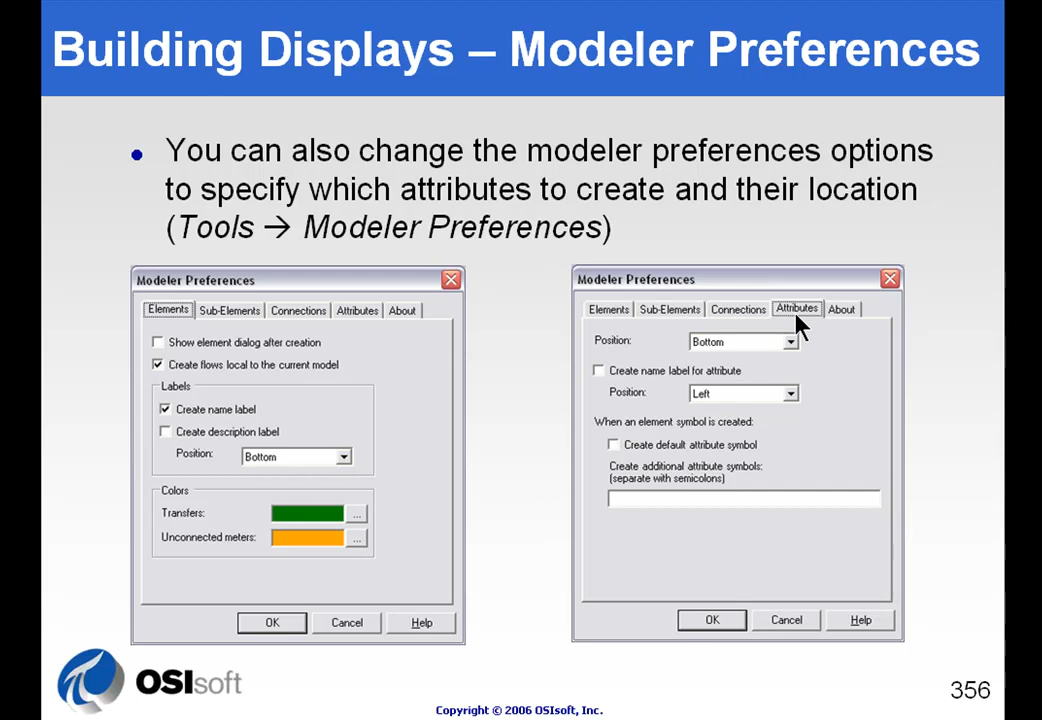 Building Displays – Modeler Preferences
• You can also change the modeler preferences options
to specify which attributes to create and their location
(Tools → Modeler Preferences)
Modeler Preferences
Elements Sub-Elements Connections Attributes About
Show element dialog after creation
Create flows local to the current model
Labels
Create name label
Create description label
Position: Bottom
Colors
Transfers: ...
Unconnected meters: ...
OK Cancel Help
Modeler Preferences
Elements Sub-Elements Connections Attributes About
Position: Bottom
Create name label for attribute
Position: Left
When an element symbol is created:
Create default attribute symbol
Create additional attribute symbols:
(separate with semicolons)
OK Cancel Help
OSIsoft
356
Copyright © 2006 OSIsoft, Inc.